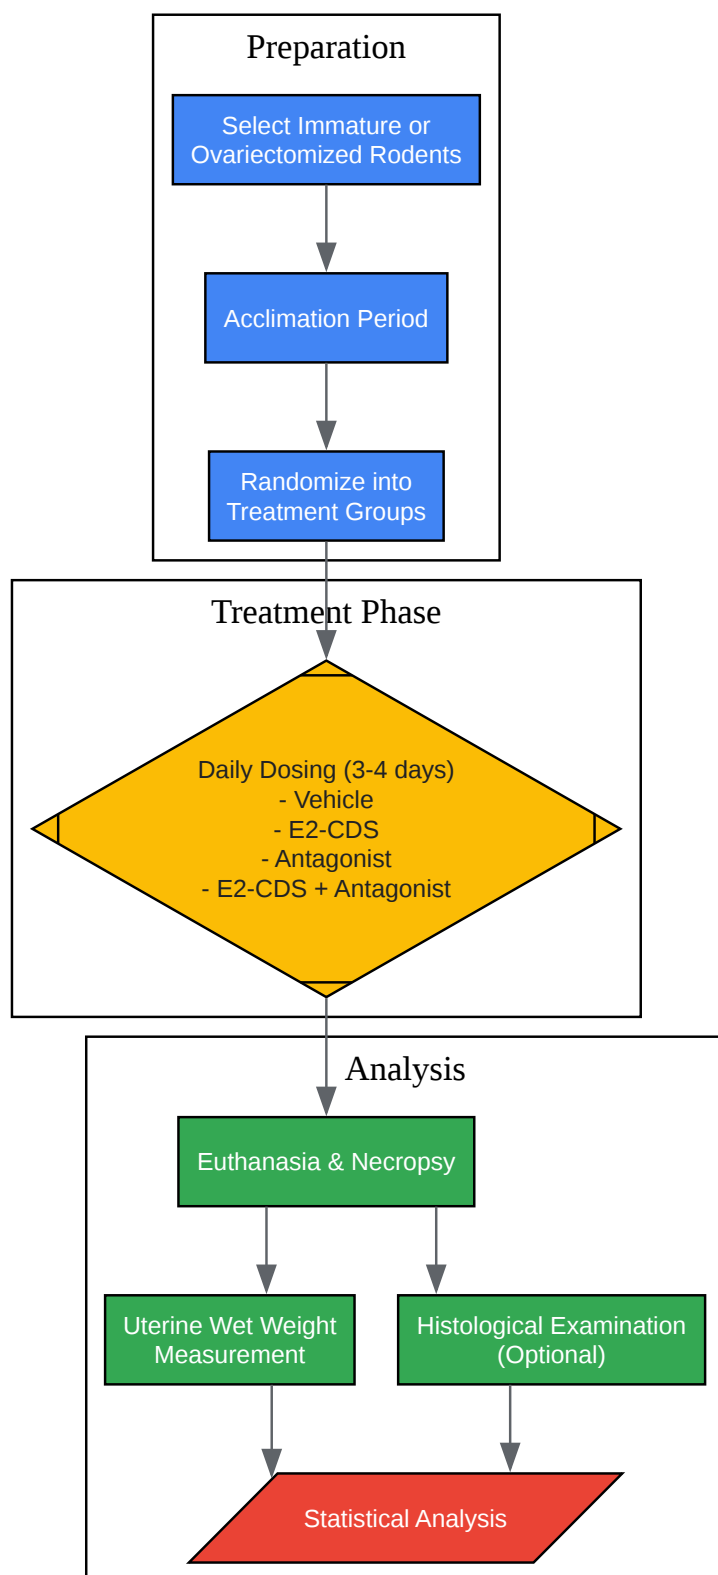 Preparation
Select Immature or
Ovariectomized Rodents
Acclimation Period
Randomize into
Treatment Groups
Treatment Phase
Daily Dosing (3-4 days)
- Vehicle
- E2-CDS
- Antagonist
- E2-CDS + Antagonist
Analysis
Euthanasia & Necropsy
Uterine Wet Weight
Measurement
Histological Examination
(Optional)
Statistical Analysis